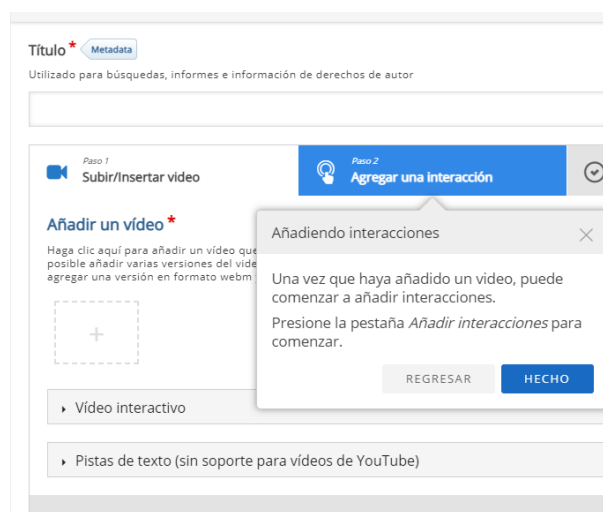 Título * Metadata
Utilizado para búsquedas, informes e información de derechos de autor
Paso 1
Subir/Insertar video
Paso 2
Agregar una interacción
Añadir un vídeo *
Haga clic aquí para añadir un vídeo que
posible añadir varias versiones del vide
agregar una versión en formato webm
+
Añadiendo interacciones
Una vez que haya añadido un video, puede
comenzar a añadir interacciones.
Presione la pestaña Añadir interacciones para
comenzar.
REGRESAR HECHO
Vídeo interactivo
Pistas de texto (sin soporte para vídeos de YouTube)